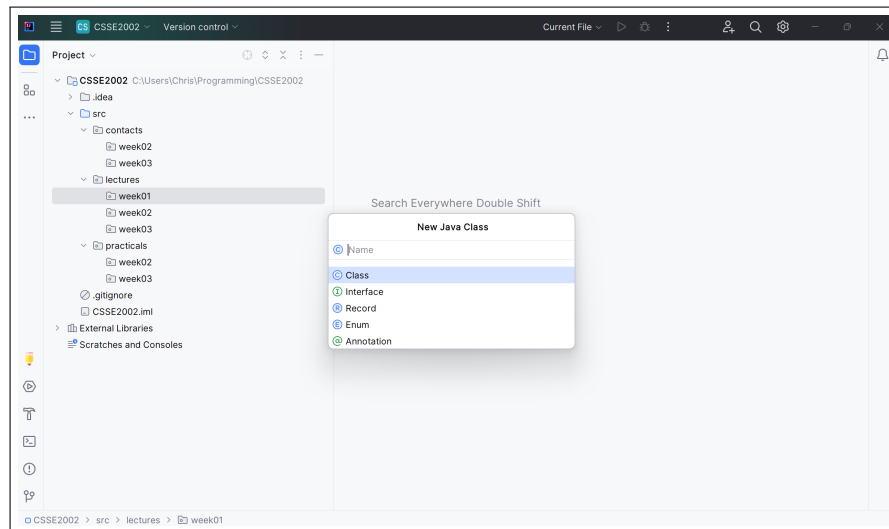 CS CSSE2002 Version control Current File
Project
CSSE2002 C:\Users\Chris\Programming\CSSE2002
.idea
src
contacts
week02
week03
lectures
week01
week02
week03
practicals
week02
week03
.gitignore
CSSE2002.iml
External Libraries
Scratches and Consoles
Search Everywhere Double Shift
New Java Class
Name
Class
Interface
Record
Enum
Annotation
CSSE2002 > src > lectures > week01